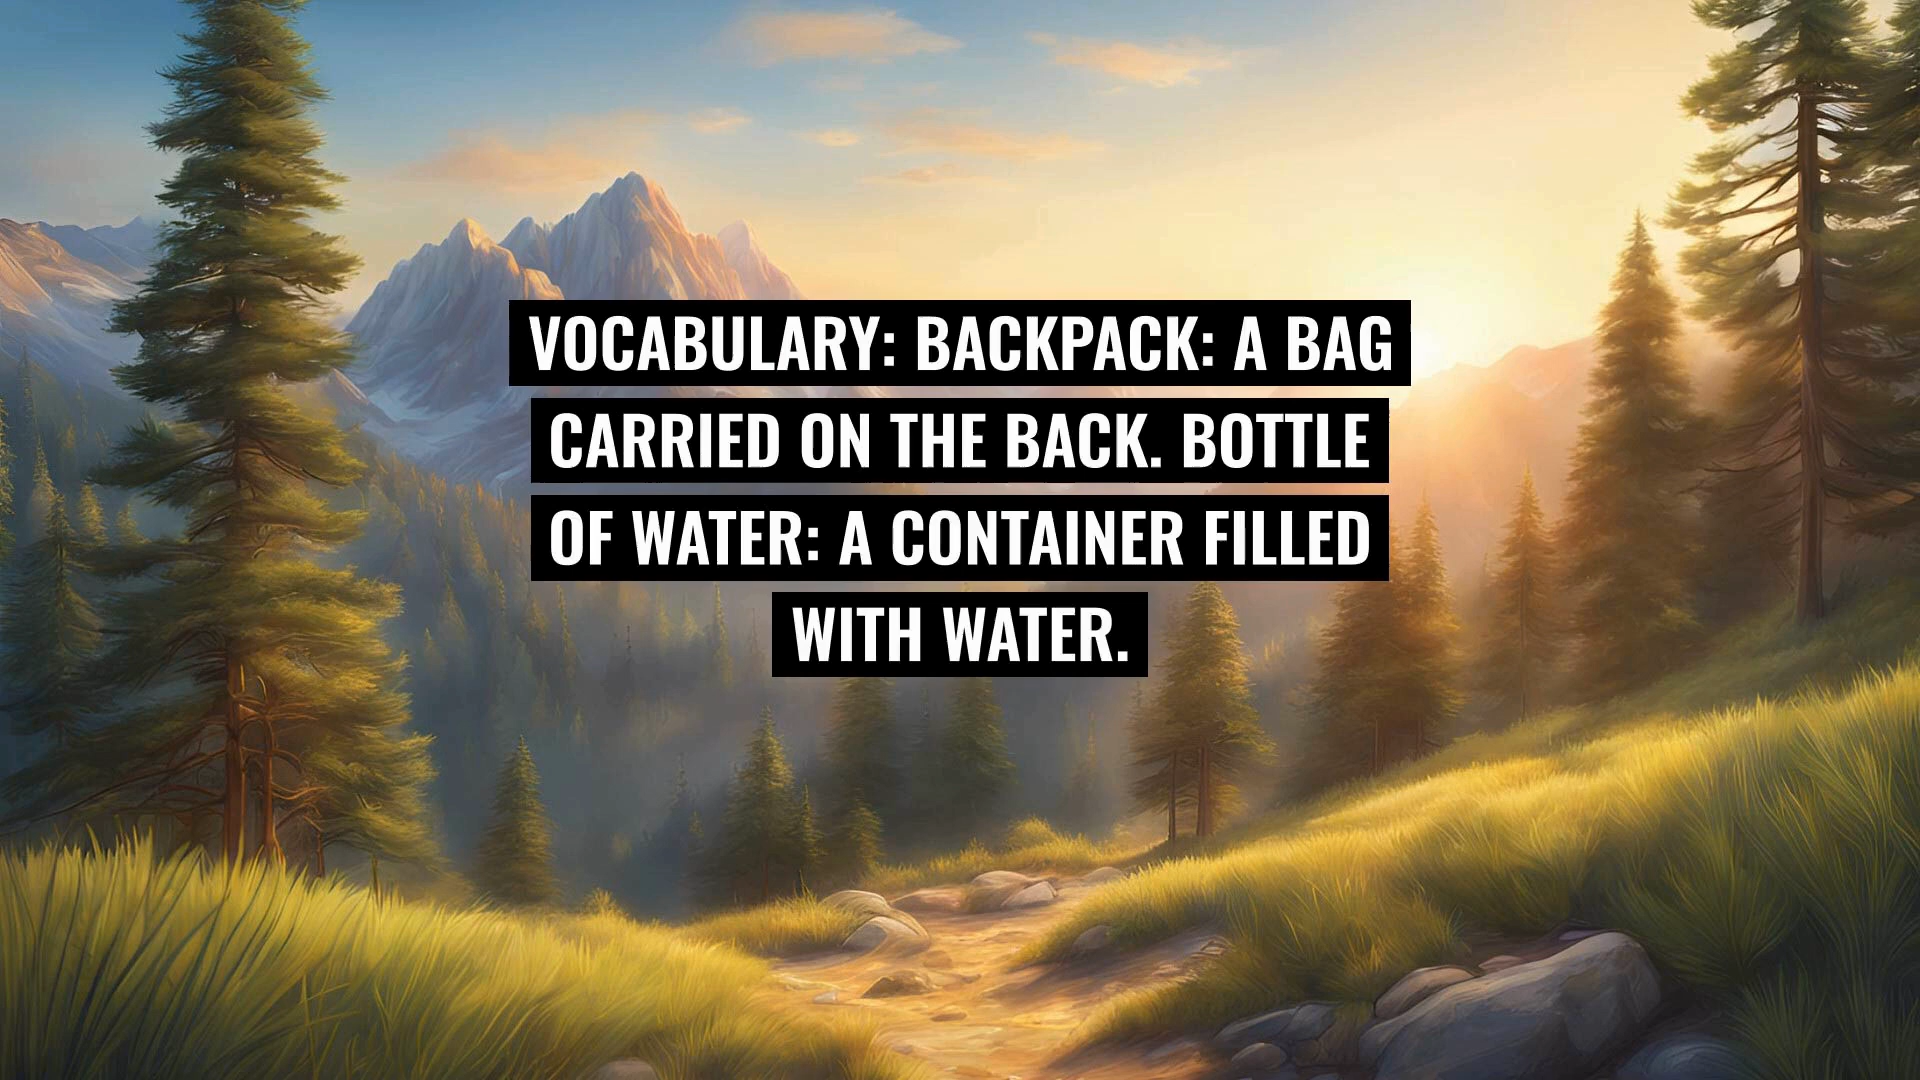 VOCABULARY: BACKPACK: A BAG
CARRIED ON THE BACK. BOTTLE
OF WATER: A CONTAINER FILLED
WITH WATER.